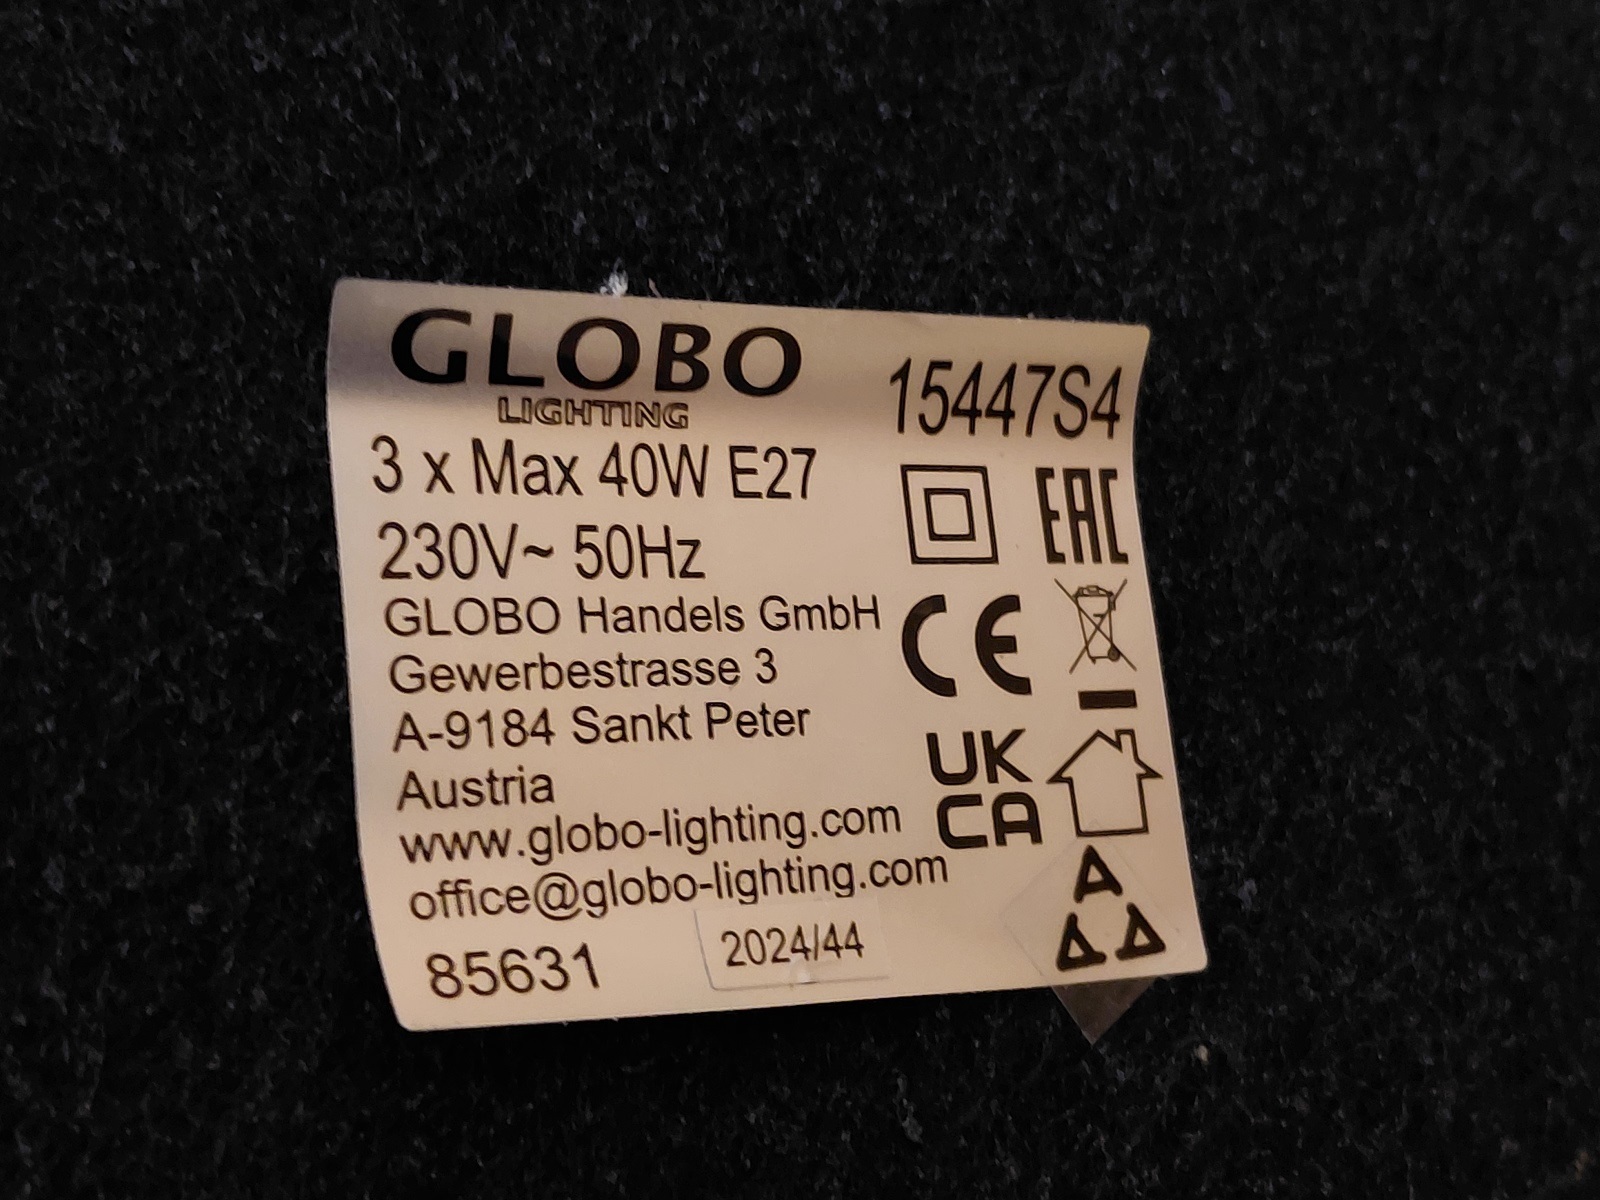 GLOBO
LIGHTING
15447S4
3 x Max 40W E27
230V~ 50Hz
EAC
GLOBO Handels GmbH
Gewerbestrasse 3
CE
A-9184 Sankt Peter
Austria
UK
CA
www.globo-lighting.com
office@globo-lighting.com
85631
2024/44